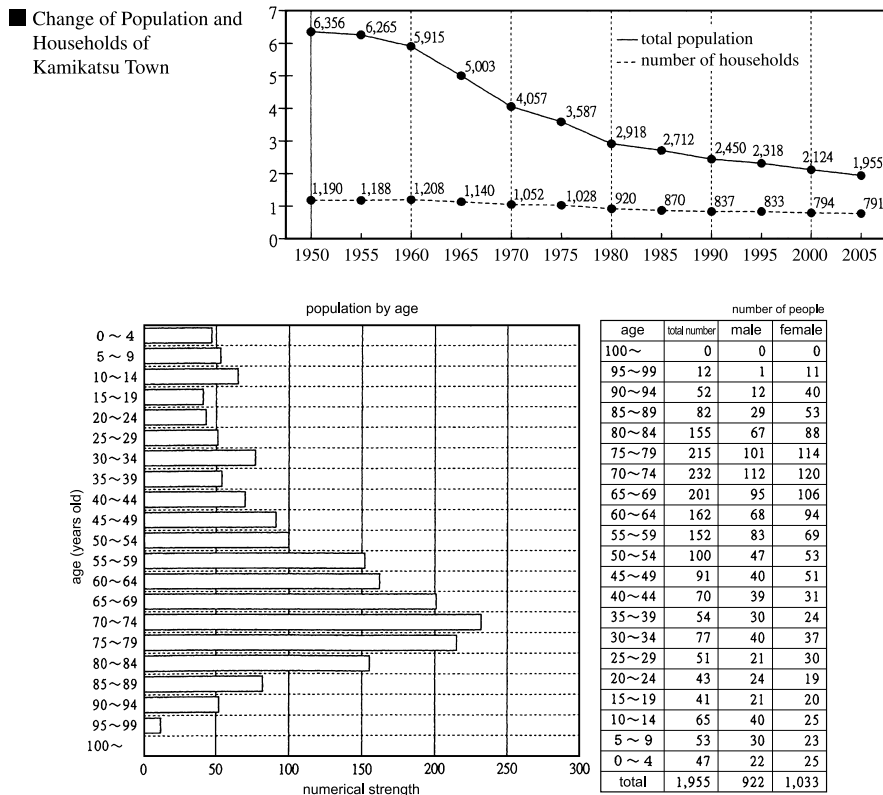 ■ Change of Population and
Households of
Kamikatsu Town
7
6
5
4
3
2
1
0
6,356
6,265
5,915
5,003
4,057
3,587
2,918
2,712
2,450
2,318
2,124
1,955
total population
number of households
1,190
1,188
1,208
1,140
1,052
1,028
920
870
837
833
794
791
1950 1955 1960 1965 1970 1975 1980 1985 1990 1995 2000 2005
population by age
age (years old)
0～4
5～9
10～14
15～19
20～24
25～29
30～34
35～39
40～44
45～49
50～54
55～59
60～64
65～69
70～74
75～79
80～84
85～89
90～94
95～99
100～
0 50 100 150 200 250 300
numerical strength
number of people
age total number male female
100～ 0 0 0
95～99 12 1 11
90～94 52 12 40
85～89 82 29 53
80～84 155 67 88
75～79 215 101 114
70～74 232 112 120
65～69 201 95 106
60～64 162 68 94
55～59 152 83 69
50～54 100 47 53
45～49 91 40 51
40～44 70 39 31
35～39 54 30 24
30～34 77 40 37
25～29 51 21 30
20～24 43 24 19
15～19 41 21 20
10～14 65 40 25
5～9 53 30 23
0～4 47 22 25
total 1,955 922 1,033